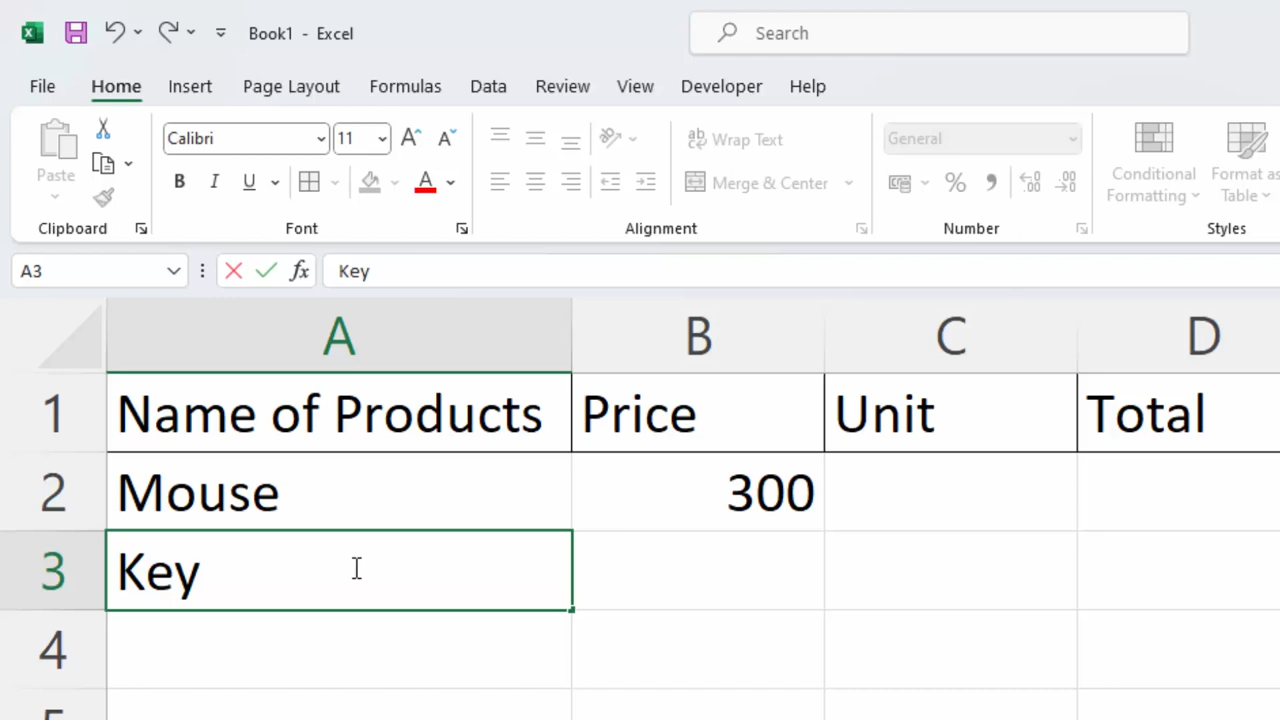 Book1 - Excel
Search
File Home Insert Page Layout Formulas Data Review View Developer Help
Paste
Clipboard
Calibri 11
B I U
Font
ab Wrap Text
Merge & Center
Alignment
General
Number
Conditional Formatting
Format as Table
Styles
A3 fx Key
A B C D
1 Name of Products Price Unit Total
2 Mouse 300
3 Key
4
5